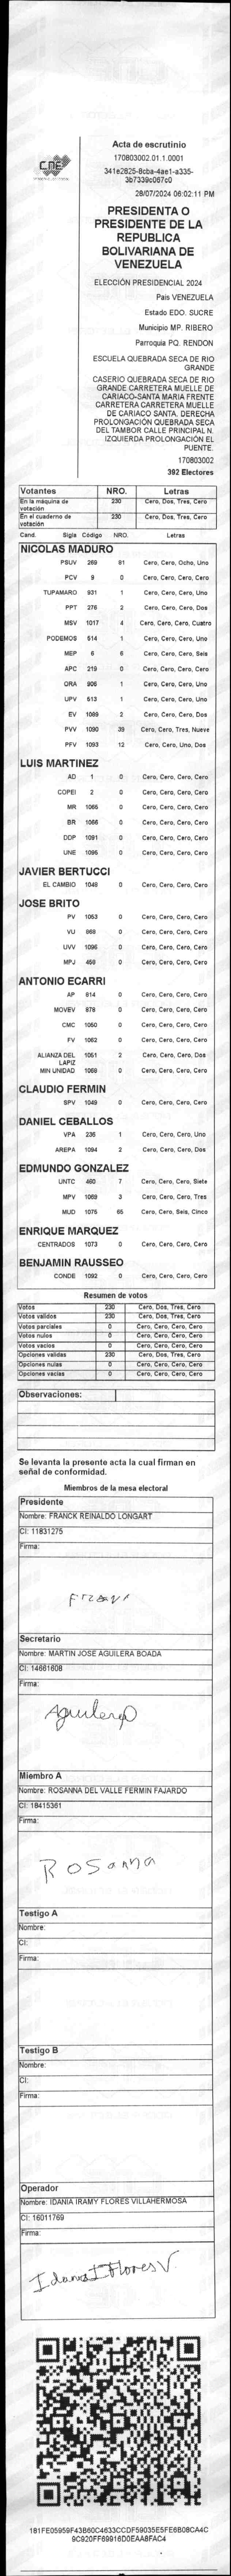 CNE
Acta de escrutinio
170803002.01.1.0001
341e2825-8cba-4ae1-a335-
3b7339c067c0
28/07/2024 06:02:11 PM
PRESIDENTA O
PRESIDENTE DE LA
REPUBLICA
BOLIVARIANA DE
VENEZUELA
ELECCIÓN PRESIDENCIAL 2024
País VENEZUELA
Estado EDO. SUCRE
Municipio MP. RIBERO
Parroquia PQ. RENDON
ESCUELA QUEBRADA SECA DE RIO
GRANDE
CASERIO QUEBRADA SECA DE RIO
GRANDE CARRETERA MUELLE DE
CARIACO-SANTA MARIA FRENTE
CARRETERA CARRETERA MUELLE
DE CARIACO SANTA. DERECHA
PROLONGACIÓN QUEBRADA SECA
DEL TAMBOR CALLE PRINCIPAL N.
IZQUIERDA PROLONGACIÓN EL
PUENTE.
170803002
392 Electores
Votantes NRO. Letras
En la máquina de votación 230 Cero, Dos, Tres, Cero
En el cuaderno de votación 230 Cero, Dos, Tres, Cero
Cand. Sigla Código NRO. Letras
NICOLAS MADURO
PSUV 269 81 Cero, Cero, Ocho, Uno
PCV 9 0 Cero, Cero, Cero, Cero
TUPAMARO 931 1 Cero, Cero, Cero, Uno
PPT 276 2 Cero, Cero, Cero, Dos
MSV 1017 4 Cero, Cero, Cero, Cuatro
PODEMOS 514 1 Cero, Cero, Cero, Uno
MEP 6 6 Cero, Cero, Cero, Seis
APC 219 0 Cero, Cero, Cero, Cero
ORA 906 1 Cero, Cero, Cero, Uno
UPV 513 1 Cero, Cero, Cero, Uno
EV 1089 2 Cero, Cero, Cero, Dos
PVV 1090 39 Cero, Cero, Tres, Nueve
PFV 1093 12 Cero, Cero, Uno, Dos
LUIS MARTINEZ
AD 1 0 Cero, Cero, Cero, Cero
COPEI 2 0 Cero, Cero, Cero, Cero
MR 1065 0 Cero, Cero, Cero, Cero
BR 1066 0 Cero, Cero, Cero, Cero
DDP 1091 0 Cero, Cero, Cero, Cero
UNE 1095 0 Cero, Cero, Cero, Cero
JAVIER BERTUCCI
EL CAMBIO 1048 0 Cero, Cero, Cero, Cero
JOSE BRITO
PV 1053 0 Cero, Cero, Cero, Cero
VU 868 0 Cero, Cero, Cero, Cero
UVV 1096 0 Cero, Cero, Cero, Cero
MPJ 458 0 Cero, Cero, Cero, Cero
ANTONIO ECARRI
AP 814 0 Cero, Cero, Cero, Cero
MOVEV 878 0 Cero, Cero, Cero, Cero
CMC 1050 0 Cero, Cero, Cero, Cero
FV 1062 0 Cero, Cero, Cero, Cero
ALIANZA DEL LAPIZ 1051 2 Cero, Cero, Cero, Dos
MIN UNIDAD 1069 0 Cero, Cero, Cero, Cero
CLAUDIO FERMIN
SPV 1049 0 Cero, Cero, Cero, Cero
DANIEL CEBALLOS
VPA 235 1 Cero, Cero, Cero, Uno
AREPA 1094 2 Cero, Cero, Cero, Dos
EDMUNDO GONZALEZ
UNTC 460 7 Cero, Cero, Cero, Siete
MPV 1069 3 Cero, Cero, Cero, Tres
MUD 1075 65 Cero, Cero, Seis, Cinco
ENRIQUE MARQUEZ
CENTRADOS 1073 0 Cero, Cero, Cero, Cero
BENJAMIN RAUSSEO
CONDE 1092 0 Cero, Cero, Cero, Cero
Resumen de votos
Votos 230 Cero, Dos, Tres, Cero
Votos válidos 230 Cero, Dos, Tres, Cero
Votos parciales 0 Cero, Cero, Cero, Cero
Votos nulos 0 Cero, Cero, Cero, Cero
Votos vacíos 0 Cero, Cero, Cero, Cero
Opciones válidas 230 Cero, Dos, Tres, Cero
Opciones nulas 0 Cero, Cero, Cero, Cero
Opciones vacías 0 Cero, Cero, Cero, Cero
Observaciones:
Se levanta la presente acta la cual firman en
señal de conformidad.
Miembros de la mesa electoral
Presidente
Nombre: FRANCK REINALDO LONGART
CI: 11831275
Firma:
Secretario
Nombre: MARTIN JOSE AGUILERA BOADA
CI: 14661608
Firma:
Aguilera
Miembro A
Nombre: ROSANNA DEL VALLE FERMIN FAJARDO
CI: 18415361
Firma:
Rosanna
Testigo A
Nombre:
CI:
Firma:
Testigo B
Nombre:
CI:
Firma:
Operador
Nombre: IDANIA IRAMY FLORES VILLAHERMOSA
CI: 16011769
Firma:
Idania I Flores V.
181FE05959F43B60C4633CCDF59035E5FE6B08CA4C
9C920FF69916D0EAA8FAC4